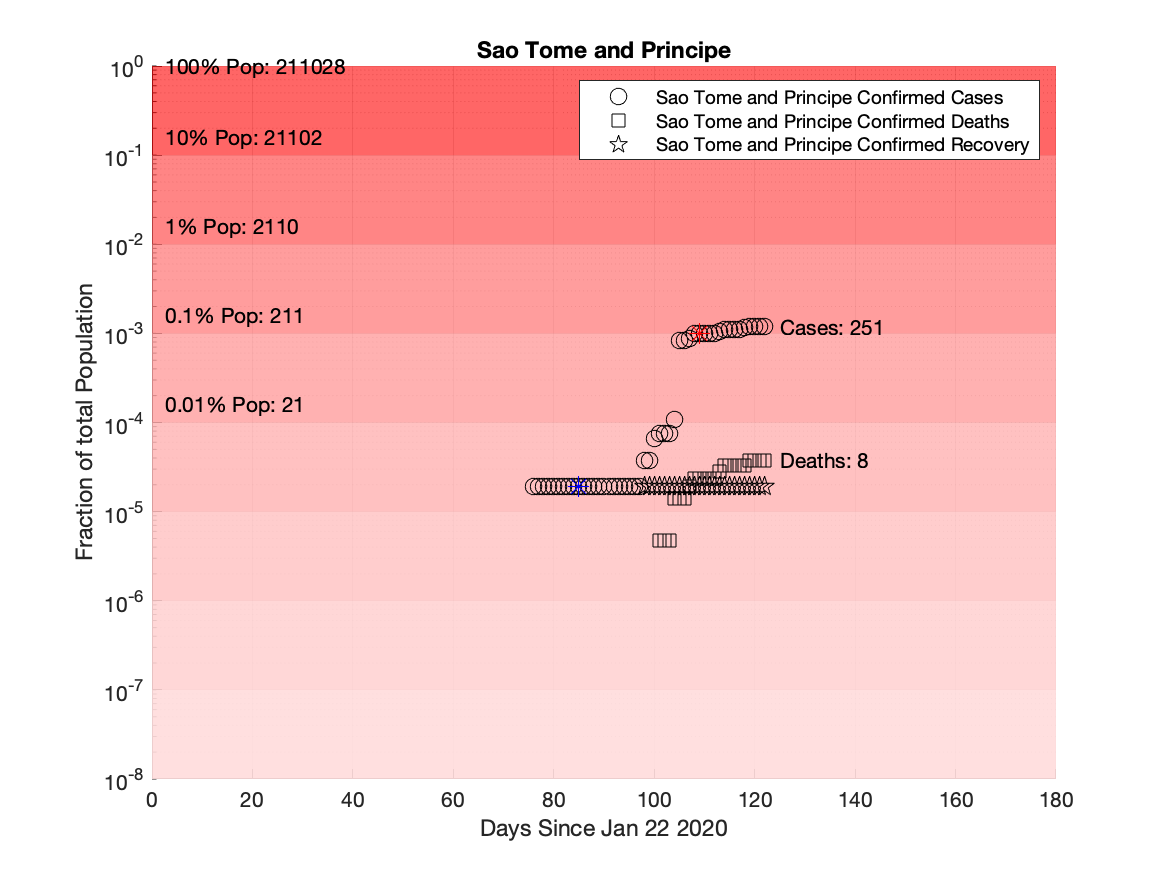 Sao Tome and Principe
10^0
100% Pop: 211028
Sao Tome and Principe Confirmed Cases
Sao Tome and Principe Confirmed Deaths
Sao Tome and Principe Confirmed Recovery
10% Pop: 21102
10^-1
1% Pop: 2110
10^-2
0.1% Pop: 211
10^-3
Cases: 251
0.01% Pop: 21
10^-4
Deaths: 8
10^-5
10^-6
10^-7
10^-8
Fraction of total Population
0 20 40 60 80 100 120 140 160 180
Days Since Jan 22 2020